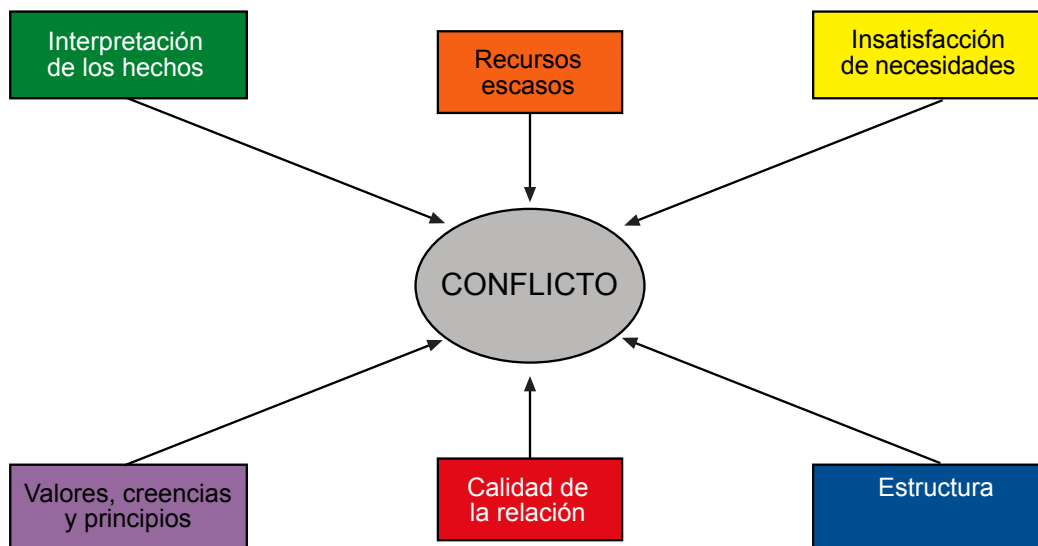 Interpretación
de los hechos
Recursos
escasos
Insatisfacción
de necesidades
CONFLICTO
Valores, creencias
y principios
Calidad de
la relación
Estructura